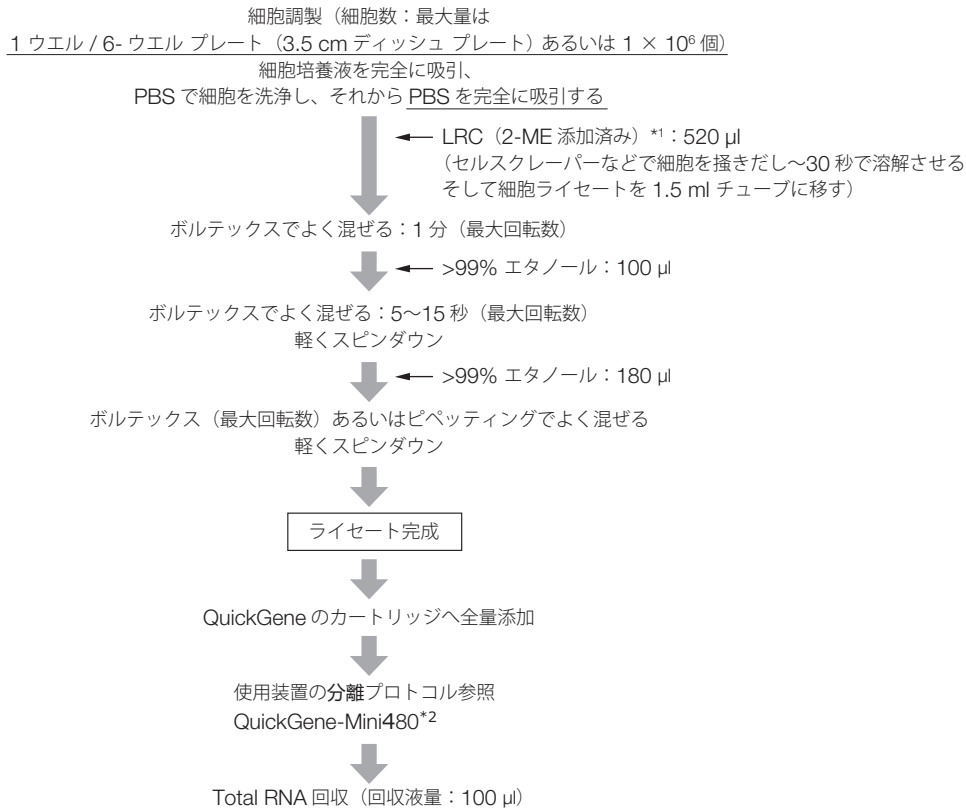 細胞調製（細胞数：最大量は
1 ウエル / 6- ウエル プレート（3.5 cm ディッシュ プレート）あるいは 1 × 10⁶ 個）
細胞培養液を完全に吸引、
PBS で細胞を洗浄し、それから PBS を完全に吸引する
LRC（2-ME 添加済み）*¹：520 μl
（セルスクレーパーなどで細胞を掻きだし〜30 秒で溶解させる
そして細胞ライセートを 1.5 ml チューブに移す）
ボルテックスでよく混ぜる：1 分（最大回転数）
>99% エタノール：100 μl
ボルテックスでよく混ぜる：5〜15 秒（最大回転数）
軽くスピンダウン
>99% エタノール：180 μl
ボルテックス（最大回転数）あるいはピペッティングでよく混ぜる
軽くスピンダウン
ライセート完成
QuickGene のカートリッジへ全量添加
使用装置の分離プロトコル参照
QuickGene-Mini480*²
Total RNA 回収（回収液量：100 μl）